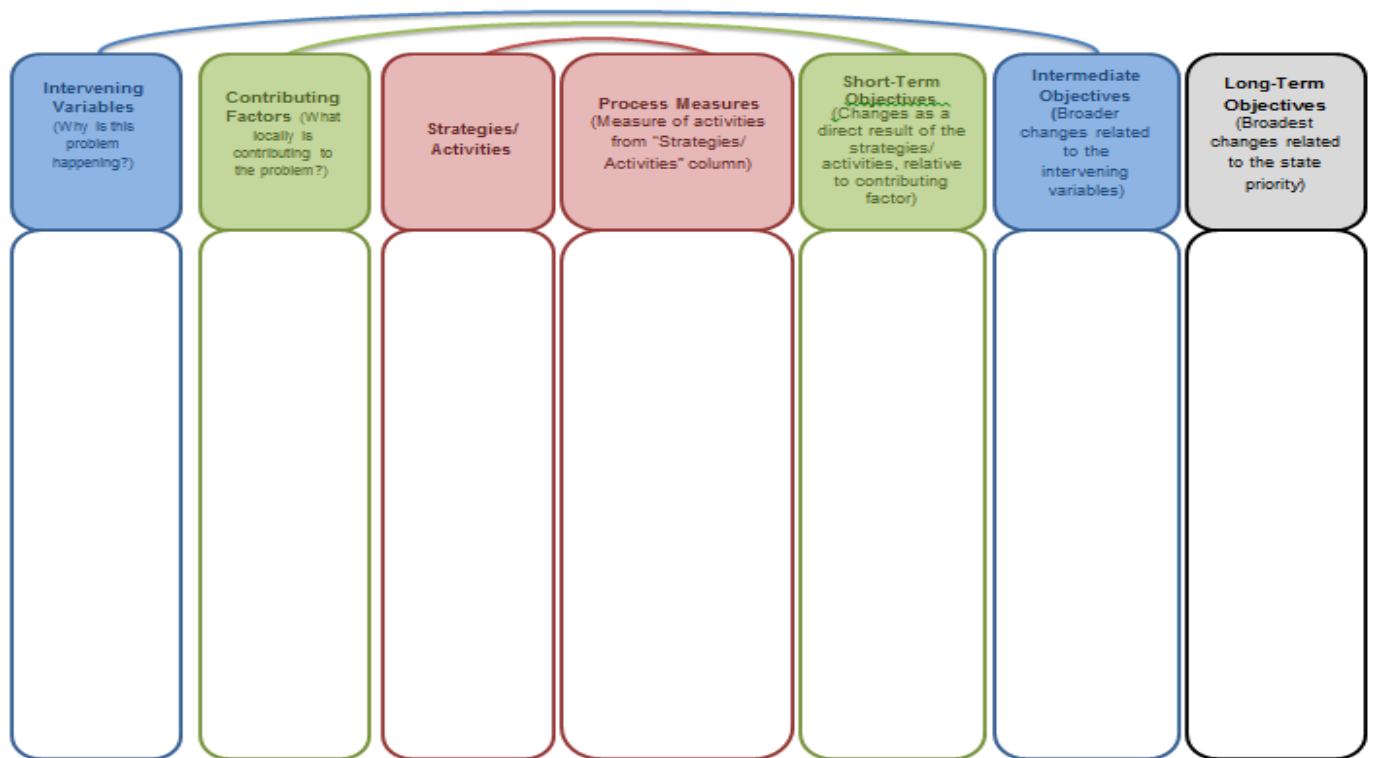 Intervening
Variables
(Why is this
problem
happening?)
Contributing
Factors (What
locally is
contributing to
the problem?)
Strategies/
Activities
Process Measures
(Measure of activities
from "Strategies/
Activities" column)
Short-Term
Objectives
(Changes as a
direct result of the
strategies/
activities, relative
to contributing
factor)
Intermediate
Objectives
(Broader
changes related
to the
intervening
variables)
Long-Term
Objectives
(Broadest
changes related
to the state
priority)